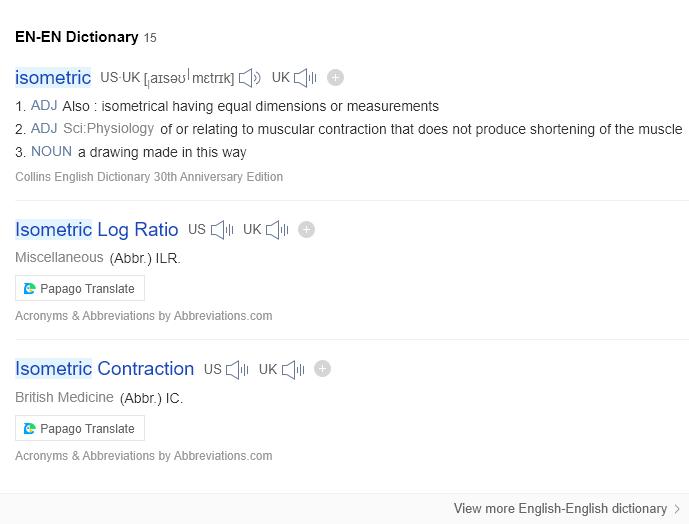 EN-EN Dictionary 15
isometric US·UK [ˌaɪsəʊˈmɛtrɪk] UK
1. ADJ Also : isometrical having equal dimensions or measurements
2. ADJ Sci:Physiology of or relating to muscular contraction that does not produce shortening of the muscle
3. NOUN a drawing made in this way
Collins English Dictionary 30th Anniversary Edition
Isometric Log Ratio US UK
Miscellaneous (Abbr.) ILR.
Papago Translate
Acronyms & Abbreviations by Abbreviations.com
Isometric Contraction US UK
British Medicine (Abbr.) IC.
Papago Translate
Acronyms & Abbreviations by Abbreviations.com
View more English-English dictionary